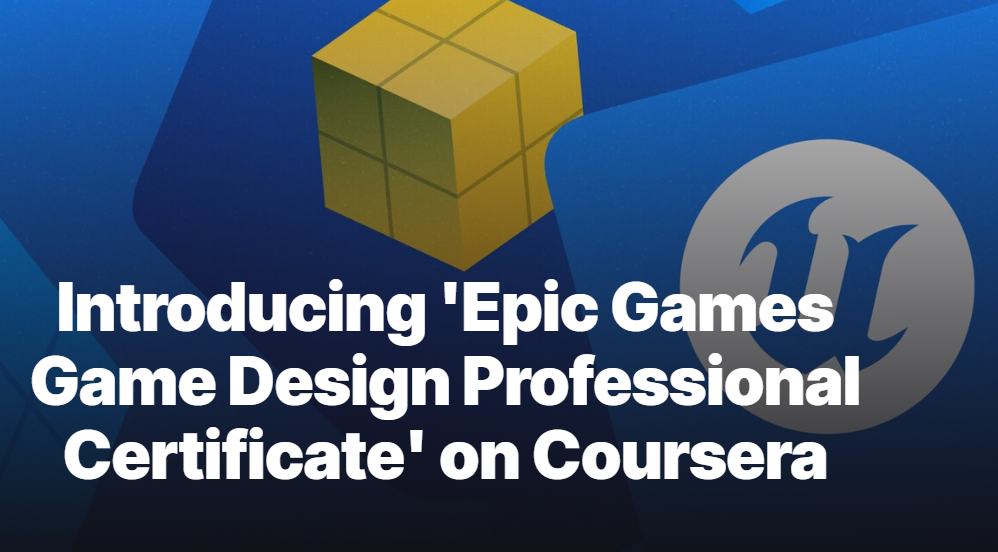 Introducing 'Epic Games
Game Design Professional
Certificate' on Coursera